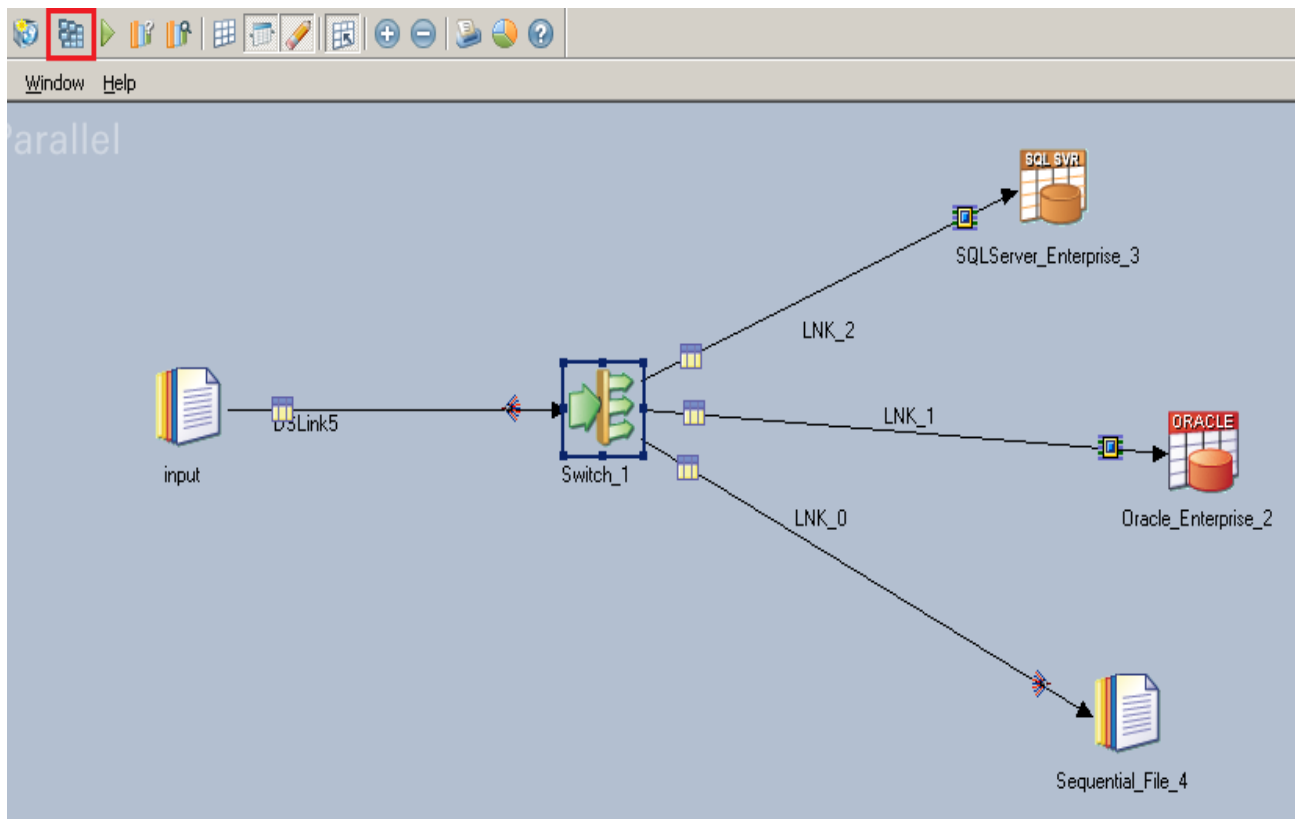 Window Help
Parallel
SQL SVR
SQLServer_Enterprise_3
LNK_2
DSLink5
LNK_1
ORACLE
input
Switch_1
LNK_0
Oracle_Enterprise_2
Sequential_File_4